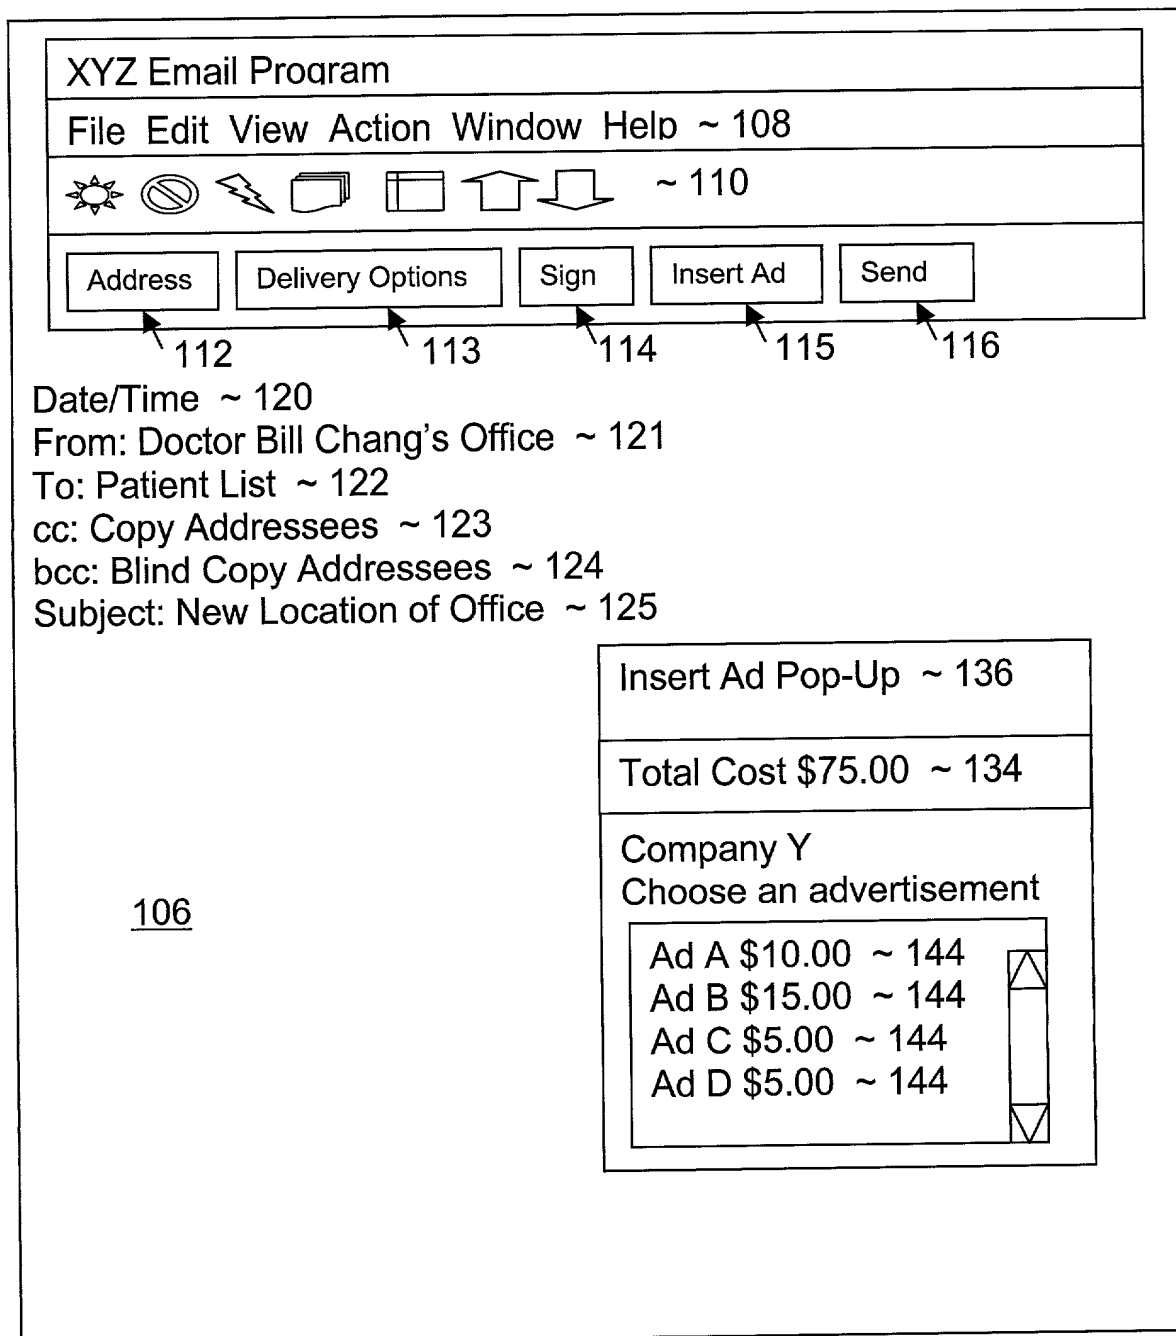 XYZ Email Program
File Edit View Action Window Help ~ 108
~ 110
Address Delivery Options Sign Insert Ad Send
112 113 114 115 116
Date/Time ~ 120
From: Doctor Bill Chang's Office ~ 121
To: Patient List ~ 122
cc: Copy Addressees ~ 123
bcc: Blind Copy Addressees ~ 124
Subject: New Location of Office ~ 125
Insert Ad Pop-Up ~ 136
Total Cost $75.00 ~ 134
Company Y
Choose an advertisement
106
Ad A $10.00 ~ 144
Ad B $15.00 ~ 144
Ad C $5.00 ~ 144
Ad D $5.00 ~ 144